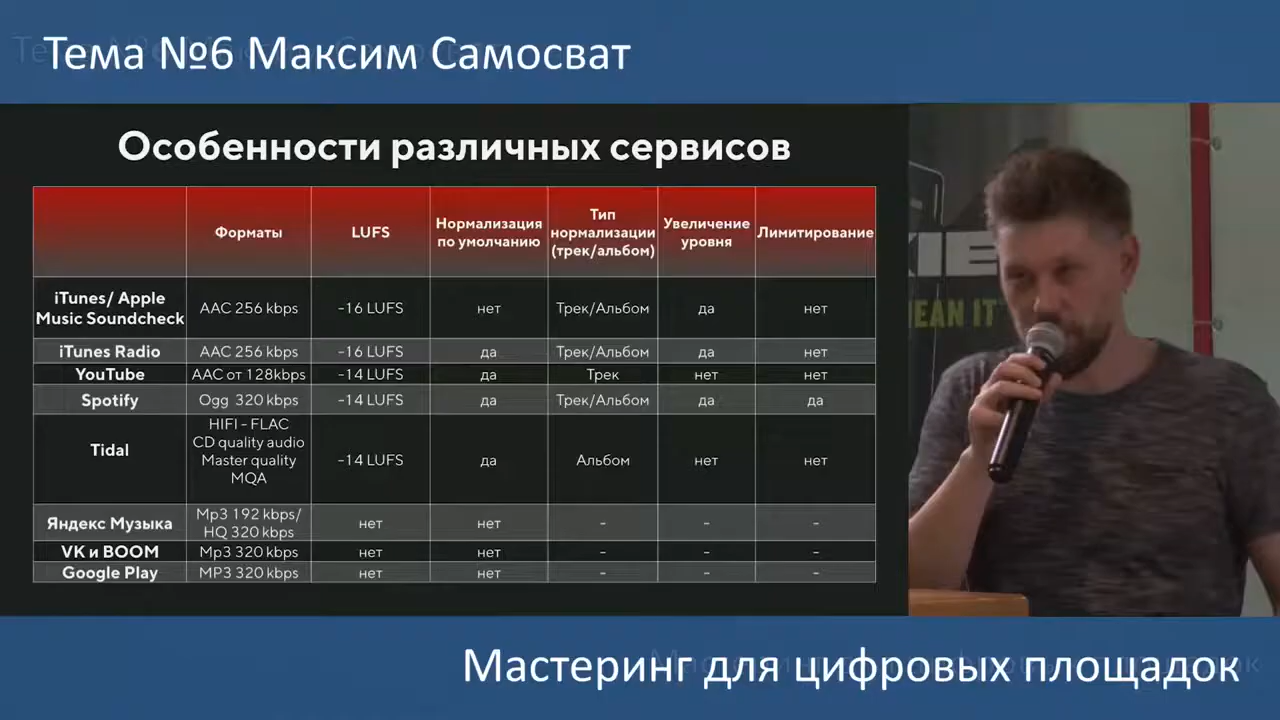 Тема №6 Максим Самосват
Особенности различных сервисов
Форматы
LUFS
Нормализация
по умолчанию
Тип
нормализации
(трек/альбом)
Увеличение
уровня
Лимитирование
iTunes/ Apple
Music Soundcheck
AAC 256 kbps
-16 LUFS
нет
Трек/Альбом
да
нет
iTunes Radio
AAC 256 kbps
-16 LUFS
да
Трек/Альбом
да
нет
YouTube
AAC от 128kbps
-14 LUFS
да
Трек
нет
нет
Spotify
Ogg 320 kbps
-14 LUFS
да
Трек/Альбом
да
да
Tidal
HIFI - FLAC
CD quality audio
Master quality
MQA
-14 LUFS
да
Альбом
нет
нет
Яндекс Музыка
Mp3 192 kbps/
HQ 320 kbps
нет
нет
-
-
-
VK и BOOM
Mp3 320 kbps
нет
нет
-
-
-
Google Play
MP3 320 kbps
нет
нет
-
-
-
EAN IT
Мастеринг для цифровых площадок